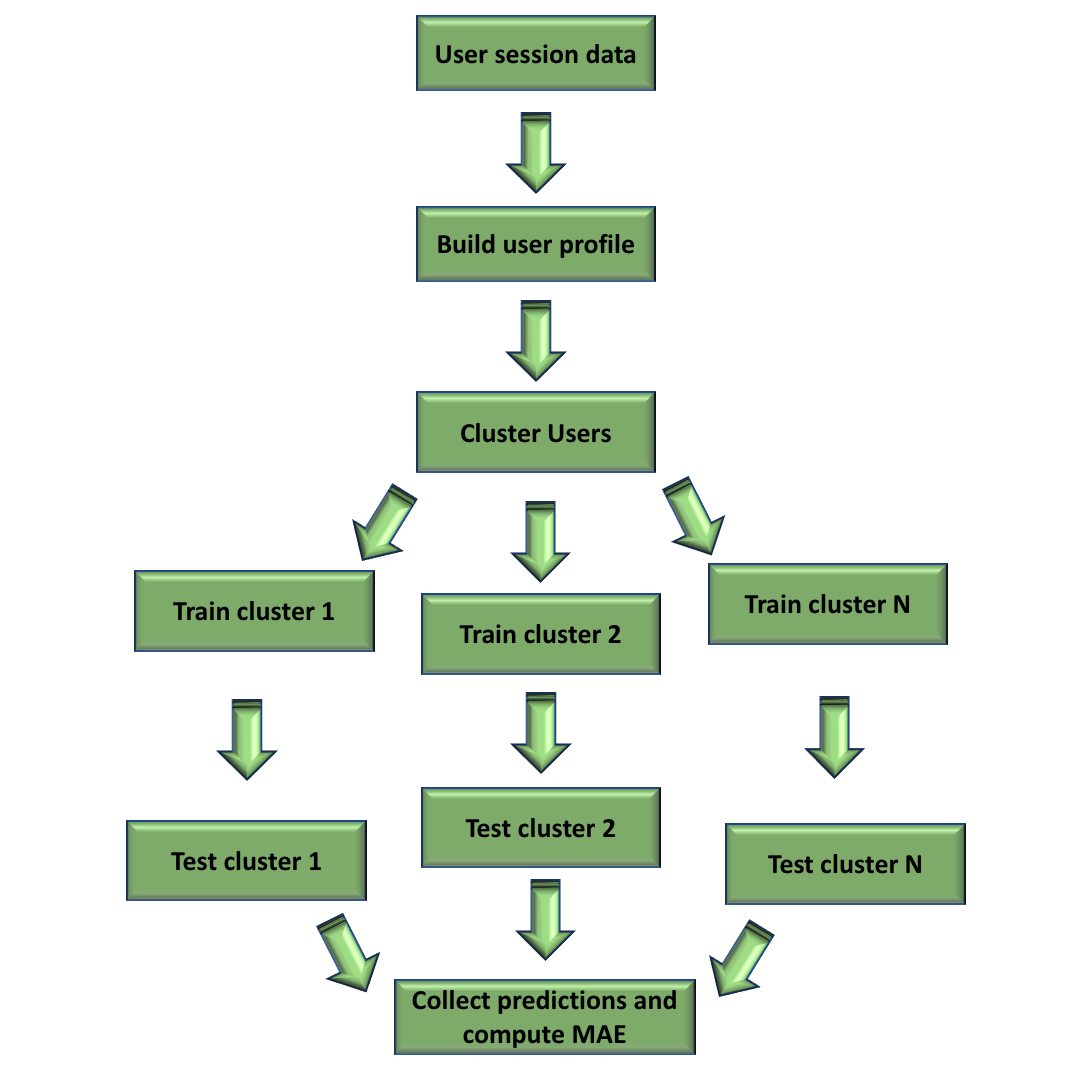 User session data
Build user profile
Cluster Users
Train cluster 1
Train cluster 2
Train cluster N
Test cluster 1
Test cluster 2
Test cluster N
Collect predictions and
compute MAE